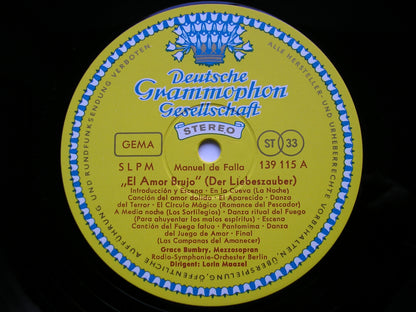 Deutsche
Grammophon
Gesellschaft
STEREO
GEMA
ST 33
SLPM
Manuel de Falla
139 115 A
„El Amor Brujo" (Der Liebeszauber)
Introducción y Escena · En la Cueva (La Noche)
Canción del amor dolido · El Aparecido · Danza
del Terror · El Círculo Mágico (Romance del Pescador)
A Media noche (Los Sortilegios) · Danza ritual del Fuego
(Para ahuyentar los malos espíritus) · Escena
Canción del Fuego fatuo · Pantomima · Danza
del Juego de Amor · Final
(Las Campanas del Amanecer)
Grace Bumbry, Mezzosopran
Radio-Symphonie-Orchester Berlin
Dirigent: Lorin Maazel
ALLE HERSTELLER- UND URHEBERRECHTE VORBEHALTEN · ÜBERSPIELUNG, ÖFFENTLICHE AUFFÜHRUNG UND RUNDFUNKSENDUNG VERBOTEN